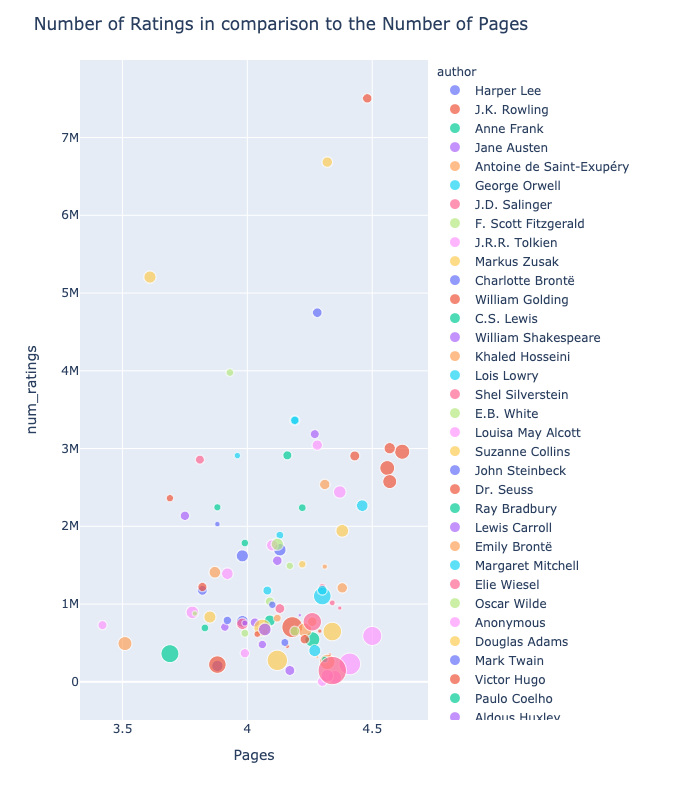 Number of Ratings in comparison to the Number of Pages
author
Harper Lee
J.K. Rowling
Anne Frank
Jane Austen
Antoine de Saint-Exupéry
George Orwell
J.D. Salinger
F. Scott Fitzgerald
J.R.R. Tolkien
Markus Zusak
Charlotte Brontë
William Golding
C.S. Lewis
William Shakespeare
Khaled Hosseini
Lois Lowry
Shel Silverstein
E.B. White
Louisa May Alcott
Suzanne Collins
John Steinbeck
Dr. Seuss
Ray Bradbury
Lewis Carroll
Emily Brontë
Margaret Mitchell
Elie Wiesel
Oscar Wilde
Anonymous
Douglas Adams
Mark Twain
Victor Hugo
Paulo Coelho
Aldous Huxley
7M
6M
5M
4M
3M
2M
1M
0
num_ratings
3.5
4
4.5
Pages